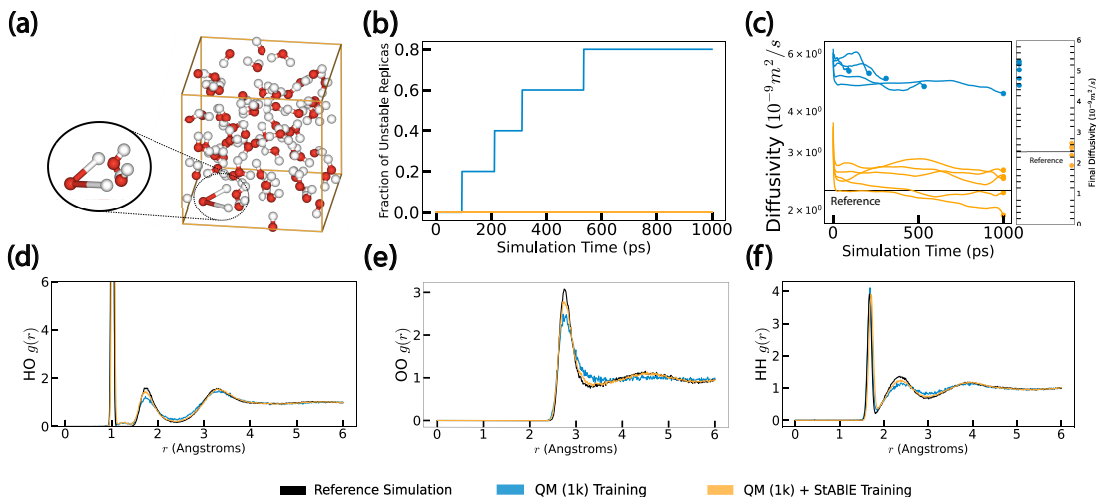 (a)
(b)
Fraction of Unstable Replicas
0.8
0.6
0.4
0.2
0.0
0 200 400 600 800 1000
Simulation Time (ps)
(c)
Diffusivity (10⁻⁹ m²/s)
6 × 10⁰
4 × 10⁰
3 × 10⁰
2 × 10⁰
Reference
0 500 1000
Simulation Time (ps)
6
5
4
3
2
1
0
Reference
Final Diffusivity (10⁻⁹m²/s)
(d)
HO g(r)
6
4
2
0
0 1 2 3 4 5 6
r (Angstroms)
(e)
OO g(r)
3
2
1
0
0 1 2 3 4 5 6
r (Angstroms)
(f)
HH g(r)
4
3
2
1
0
0 1 2 3 4 5 6
r (Angstroms)
Reference Simulation QM (1k) Training QM (1k) + StABlE Training